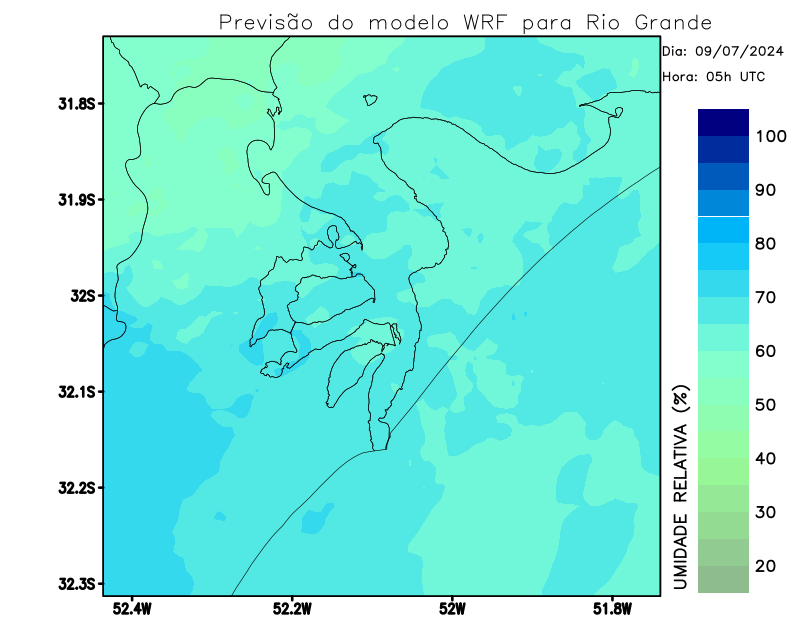 Previsão do modelo WRF para Rio Grande
Dia: 09/07/2024
Hora: 05h UTC
31.8S
31.9S
32S
32.1S
32.2S
32.3S
52.4W
52.2W
52W
51.8W
UMIDADE RELATIVA (%)
100
90
80
70
60
50
40
30
20